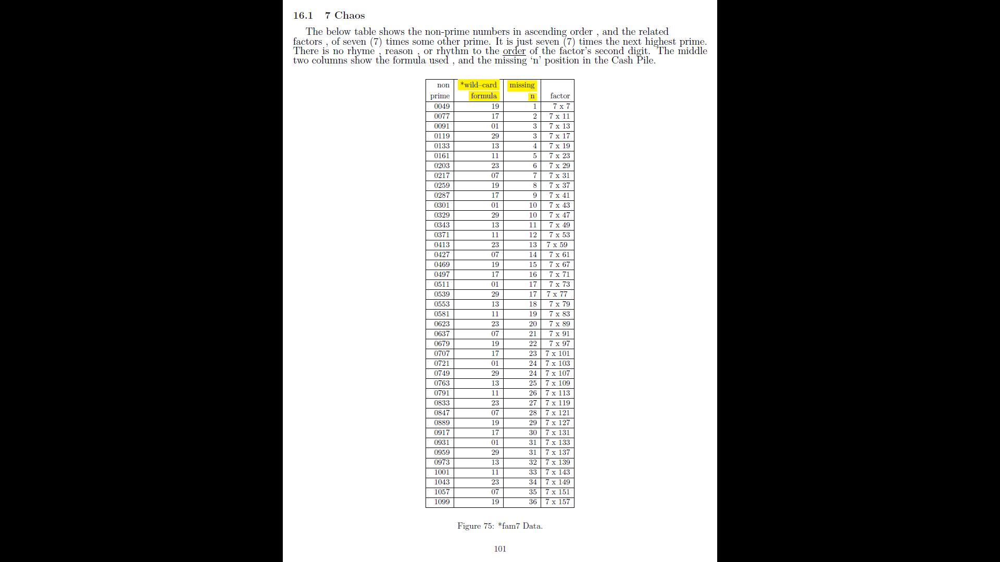 16.1 7 Chaos
The below table shows the non-prime numbers in ascending order , and the related
factors , of seven (7) times some other prime. It is just seven (7) times the next highest prime.
There is no rhyme , reason , or rhythm to the order of the factor's second digit. The middle
two columns show the formula used , and the missing ‘n’ position in the Cash Pile.
non *wild–card missing
prime formula n factor
0049 19 1 7 x 7
0077 17 2 7 x 11
0091 01 3 7 x 13
0119 29 3 7 x 17
0133 13 4 7 x 19
0161 11 5 7 x 23
0203 23 6 7 x 29
0217 07 7 7 x 31
0259 19 8 7 x 37
0287 17 9 7 x 41
0301 01 10 7 x 43
0329 29 10 7 x 47
0343 13 11 7 x 49
0371 11 12 7 x 53
0413 23 13 7 x 59
0427 07 14 7 x 61
0469 19 15 7 x 67
0497 17 16 7 x 71
0511 01 17 7 x 73
0539 29 17 7 x 77
0553 13 18 7 x 79
0581 11 19 7 x 83
0623 23 20 7 x 89
0637 07 21 7 x 91
0679 19 22 7 x 97
0707 17 23 7 x 101
0721 01 24 7 x 103
0749 29 24 7 x 107
0763 13 25 7 x 109
0791 11 26 7 x 113
0833 23 27 7 x 119
0847 07 28 7 x 121
0889 19 29 7 x 127
0917 17 30 7 x 131
0931 01 31 7 x 133
0959 29 31 7 x 137
0973 13 32 7 x 139
1001 11 33 7 x 143
1043 23 34 7 x 149
1057 07 35 7 x 151
1099 19 36 7 x 157
Figure 75: *fam7 Data.
101